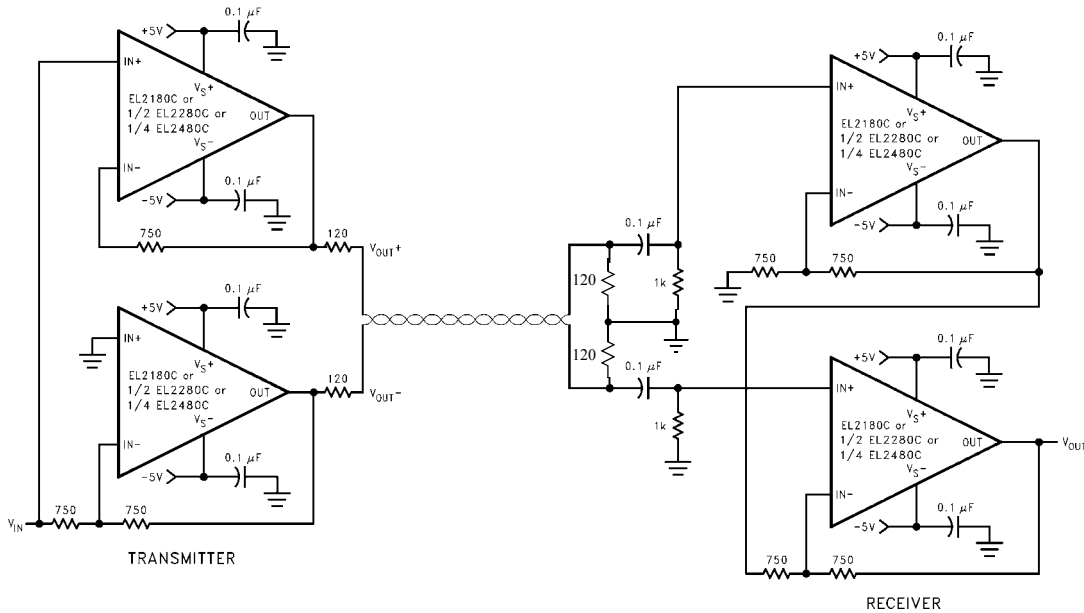 +5V
0.1 μF
IN+
V_S+
EL2180C or
1/2 EL2280C or
1/4 EL2480C
OUT
V_S-
IN-
-5V
0.1 μF
750
120
V_OUT+
+5V
0.1 μF
IN+
V_S+
EL2180C or
1/2 EL2280C or
1/4 EL2480C
OUT
V_S-
IN-
-5V
0.1 μF
120
V_OUT-
V_IN
750
750
TRANSMITTER
0.1 μF
120
1k
120
0.1 μF
1k
+5V
0.1 μF
IN+
V_S+
EL2180C or
1/2 EL2280C or
1/4 EL2480C
OUT
V_S-
IN-
-5V
0.1 μF
750
750
+5V
0.1 μF
IN+
V_S+
EL2180C or
1/2 EL2280C or
1/4 EL2480C
OUT
V_OUT
V_S-
IN-
-5V
0.1 μF
750
750
RECEIVER